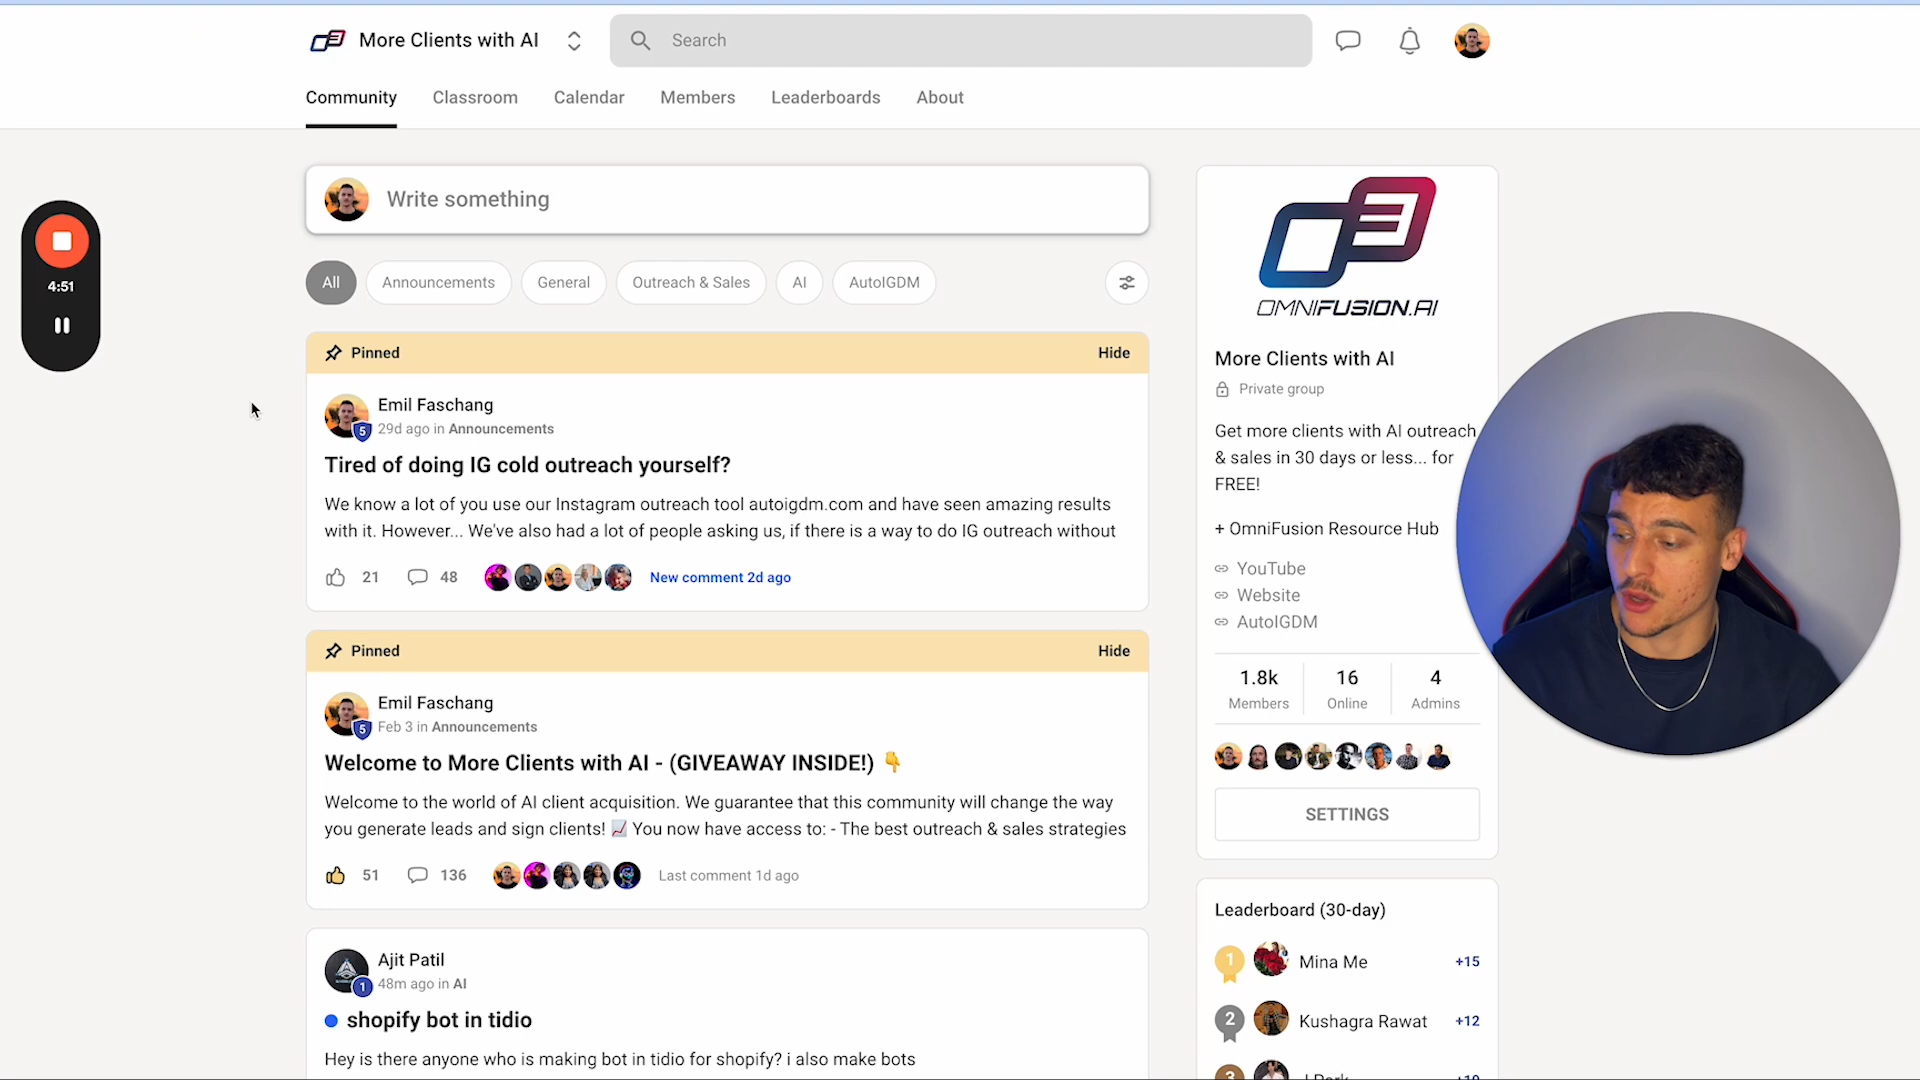 More Clients with AI
Search
Community Classroom Calendar Members Leaderboards About
Write something
4:51
All Announcements General Outreach & Sales AI AutoIGDM
Pinned Hide
Emil Faschang
5
29d ago in Announcements
Tired of doing IG cold outreach yourself?
We know a lot of you use our Instagram outreach tool autoigdm.com and have seen amazing results
with it. However... We've also had a lot of people asking us, if there is a way to do IG outreach without
21 48 New comment 2d ago
Pinned Hide
Emil Faschang
5
Feb 3 in Announcements
Welcome to More Clients with AI - (GIVEAWAY INSIDE!) 👇
Welcome to the world of AI client acquisition. We guarantee that this community will change the way
you generate leads and sign clients! 📈 You now have access to: - The best outreach & sales strategies
51 136 Last comment 1d ago
Ajit Patil
1
48m ago in AI
shopify bot in tidio
Hey is there anyone who is making bot in tidio for shopify? i also make bots
OMNIFUSION.AI
More Clients with AI
Private group
Get more clients with AI outreach
& sales in 30 days or less... for
FREE!
+ OmniFusion Resource Hub
YouTube
Website
AutoIGDM
1.8k 16 4
Members Online Admins
SETTINGS
Leaderboard (30-day)
1 Mina Me +15
2 Kushagra Rawat +12